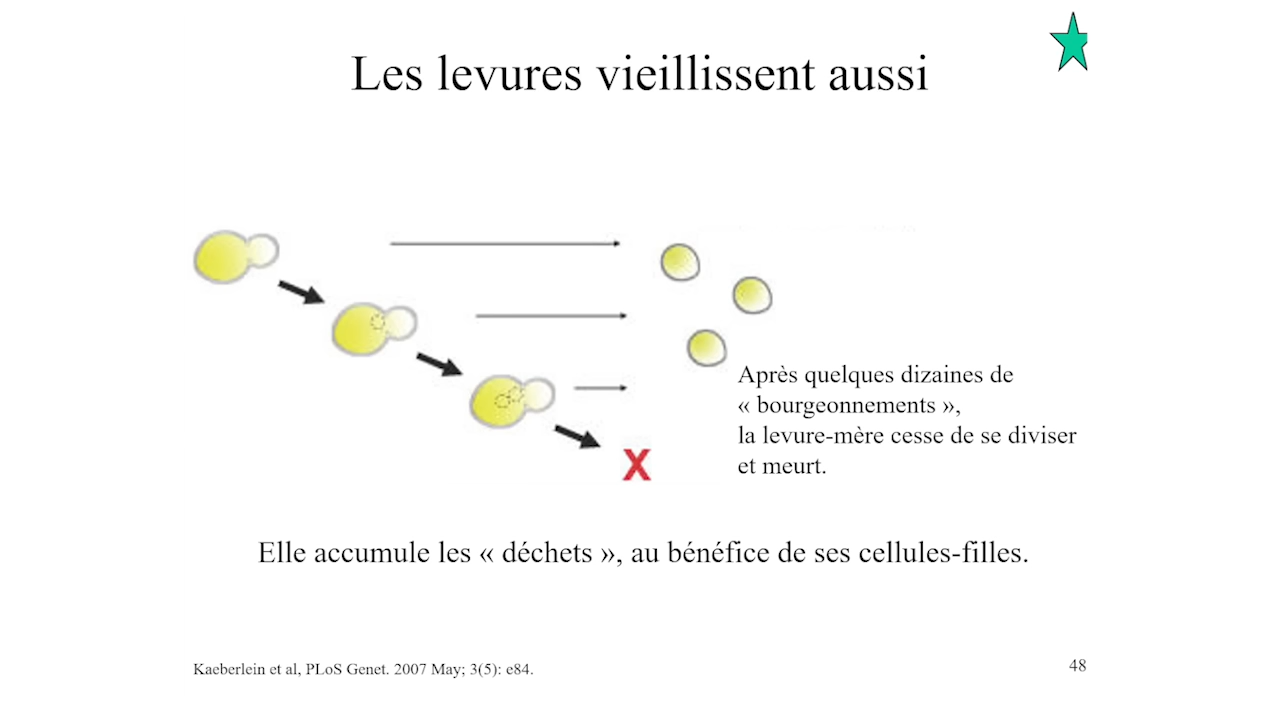 Les levures vieillissent aussi
X
Après quelques dizaines de
« bourgeonnements »,
la levure-mère cesse de se diviser
et meurt.
Elle accumule les « déchets », au bénéfice de ses cellules-filles.
Kaeberlein et al, PLoS Genet. 2007 May; 3(5): e84.
48